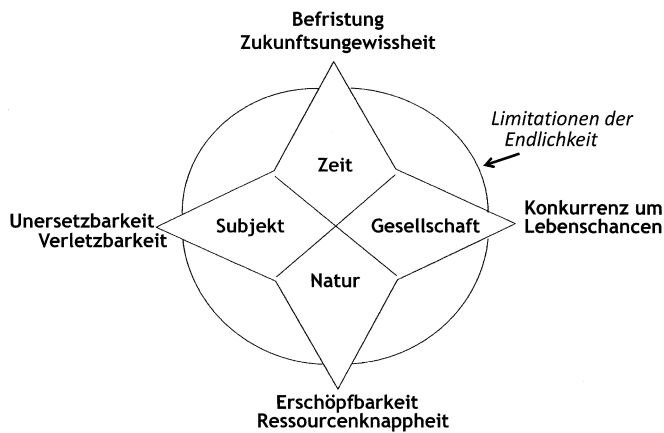 Befristung
Zukunftsungewissheit
Limitationen der
Endlichkeit
Zeit
Unersetzbarkeit
Verletzbarkeit
Subjekt
Gesellschaft
Konkurrenz um
Lebenschancen
Natur
Erschöpfbarkeit
Ressourcenknappheit